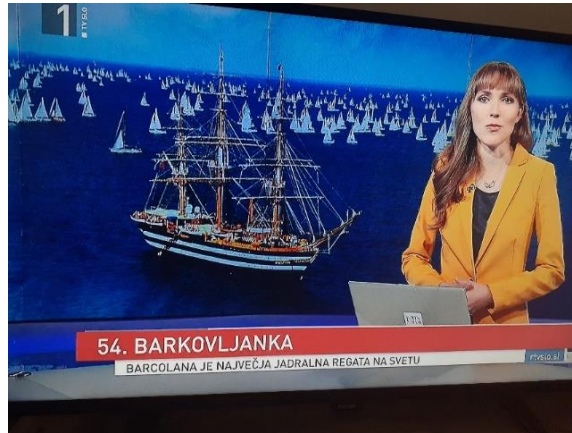 1
TV SLO
54. BARKOVLJANKA
BARCOLANA JE NAJVEČJA JADRALNA REGATA NA SVETU
rtvslo.si